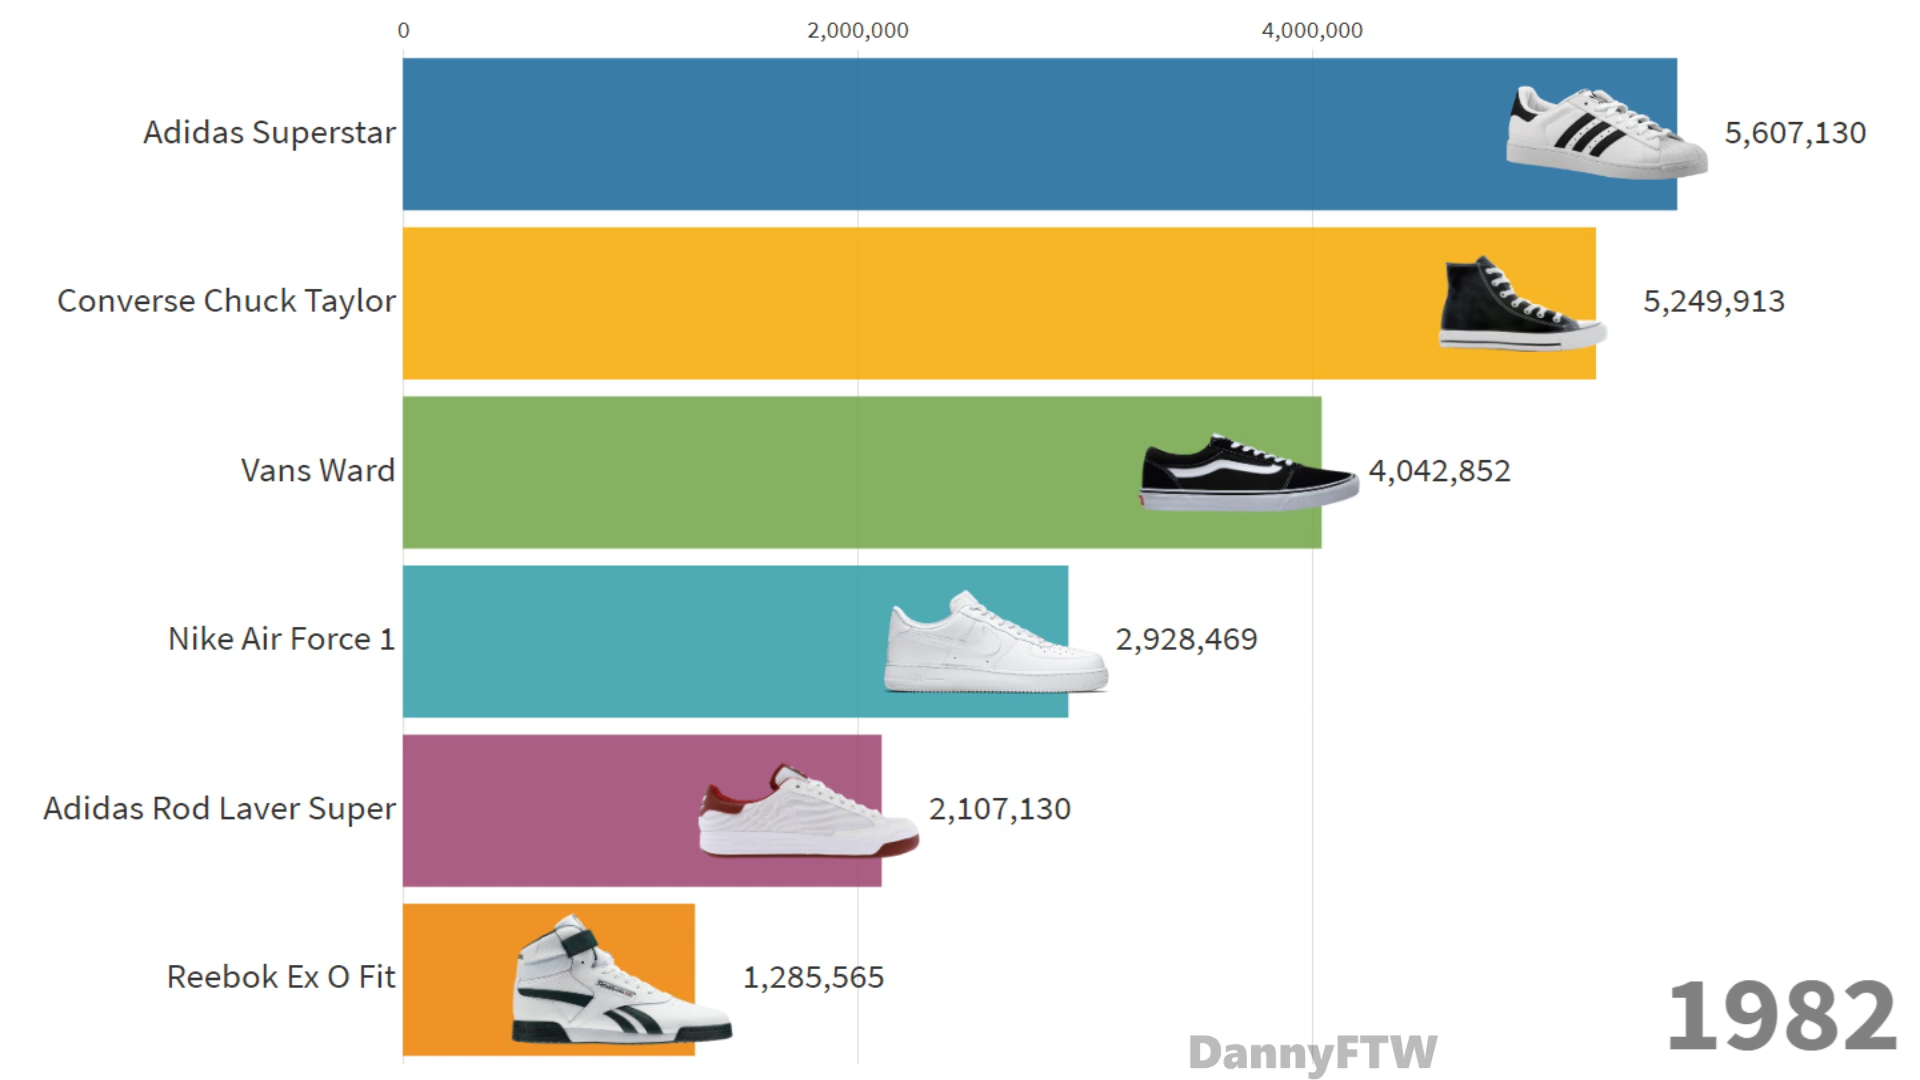 0 2,000,000 4,000,000
Adidas Superstar 5,607,130
Converse Chuck Taylor 5,249,913
Vans Ward 4,042,852
Nike Air Force 1 2,928,469
Adidas Rod Laver Super 2,107,130
Reebok Ex O Fit 1,285,565
1982
DannyFTW